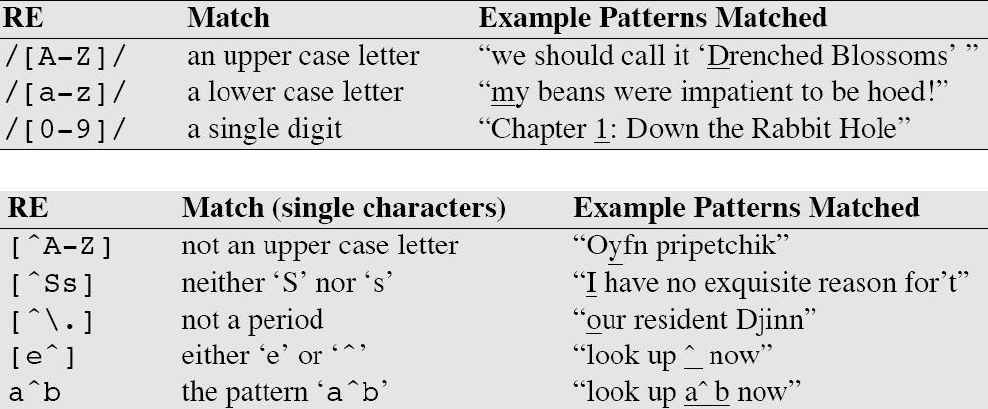 RE Match Example Patterns Matched
/[A-Z]/ an upper case letter “we should call it ‘Drenched Blossoms’ ”
/[a-z]/ a lower case letter “my beans were impatient to be hoed!”
/[0-9]/ a single digit “Chapter 1: Down the Rabbit Hole”
RE Match (single characters) Example Patterns Matched
[^A-Z] not an upper case letter “Oyfn pripetchik”
[^Ss] neither ‘S’ nor ‘s’ “I have no exquisite reason for’t”
[^\.] not a period “our resident Djinn”
[e^] either ‘e’ or ‘^’ “look up ^ now”
a^b the pattern ‘a^b’ “look up a^ b now”